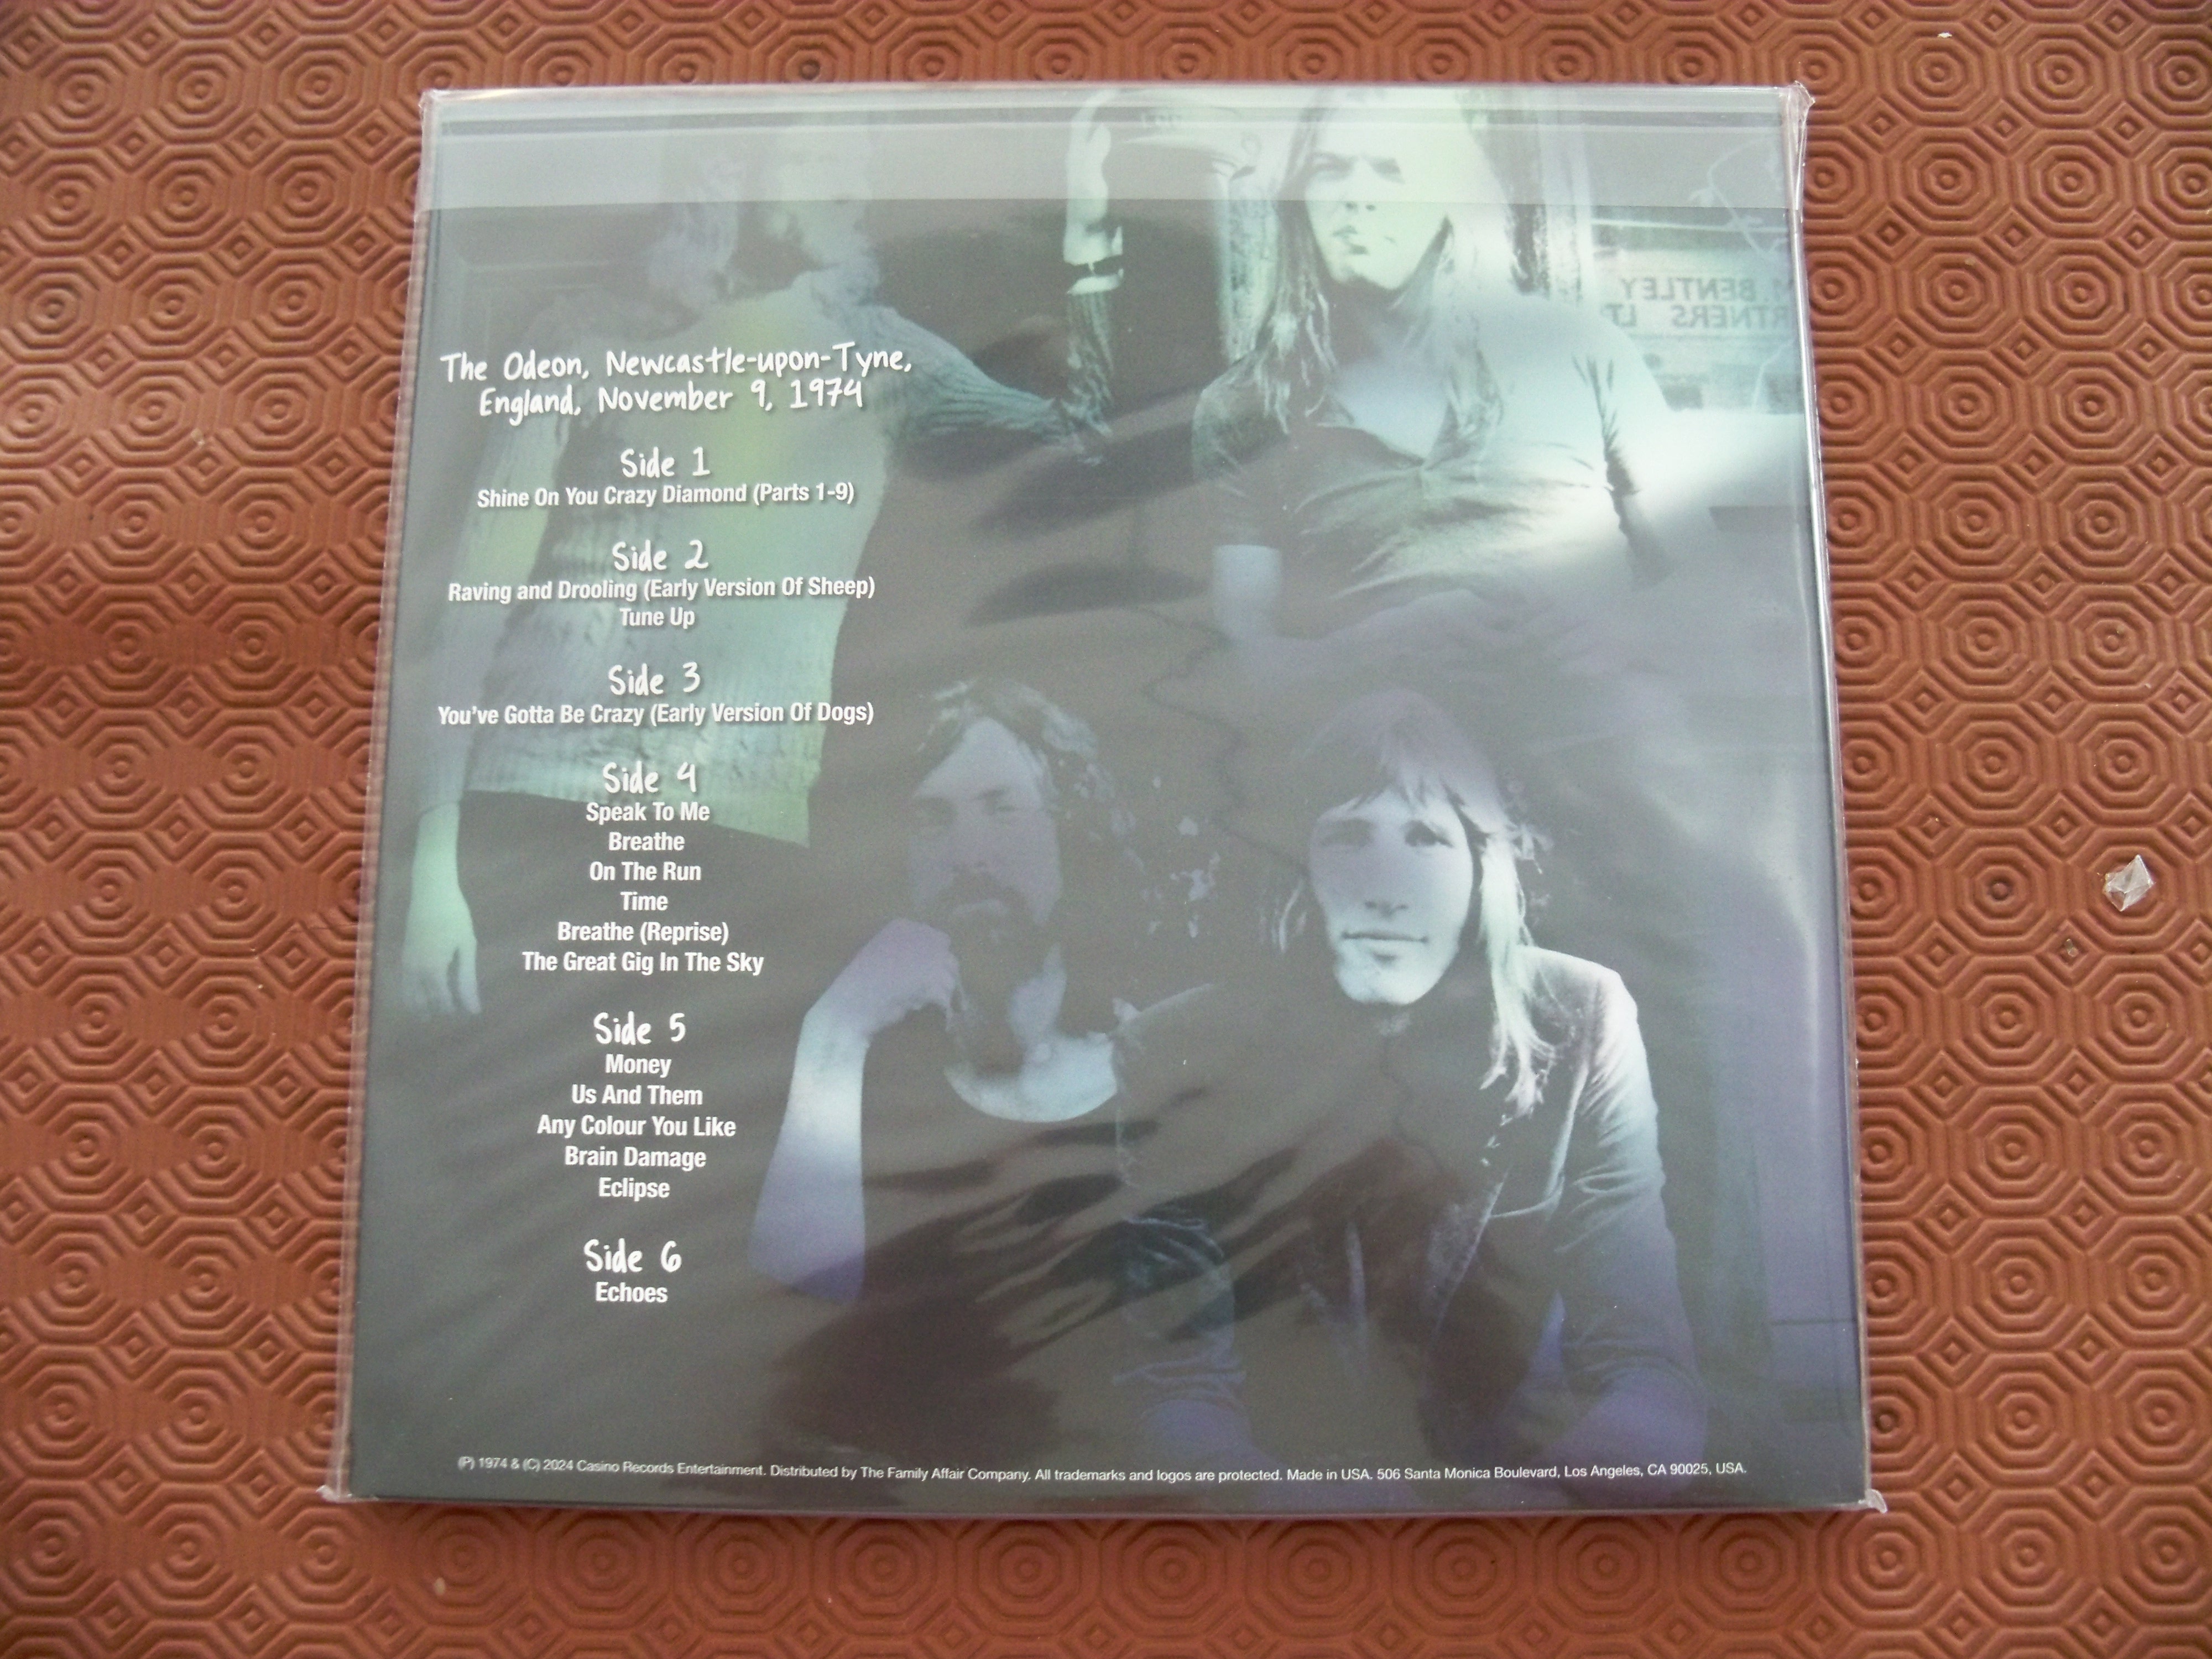 The Odeon, Newcastle-upon-Tyne,
England, November 9, 1974
Side 1
Shine On You Crazy Diamond (Parts 1-9)
Side 2
Raving and Drooling (Early Version Of Sheep)
Tune Up
Side 3
You've Gotta Be Crazy (Early Version Of Dogs)
Side 4
Speak To Me
Breathe
On The Run
Time
Breathe (Reprise)
The Great Gig In The Sky
Side 5
Money
Us And Them
Any Colour You Like
Brain Damage
Eclipse
Side 6
Echoes
(P) 1974 & (C) 2024 Casino Records Entertainment. Distributed by The Family Affair Company. All trademarks and logos are protected. Made in USA. 506 Santa Monica Boulevard, Los Angeles, CA 90025, USA.
BENTLEY